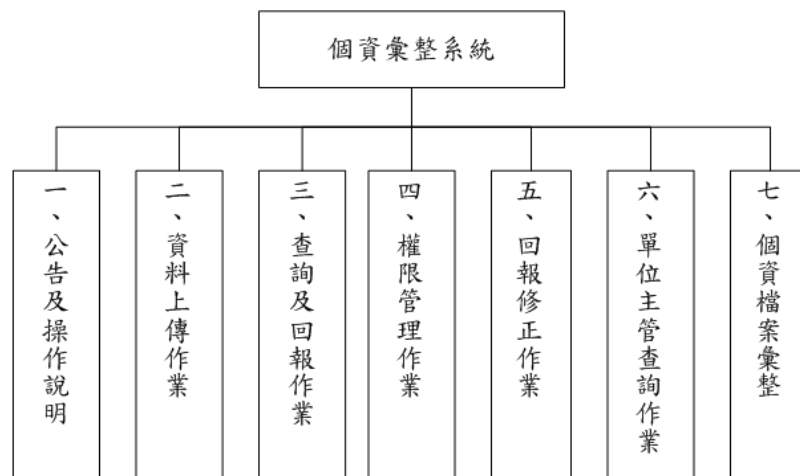 個資彙整系統
一、公告及操作說明
二、資料上傳作業
三、查詢及回報作業
四、權限管理作業
五、回報修正作業
六、單位主管查詢作業
七、個資檔案彙整